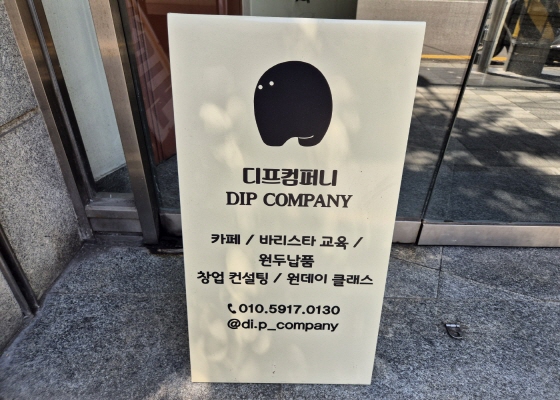 디프컴퍼니
DIP COMPANY
카페 / 바리스타 교육 /
원두납품
창업 컨설팅 / 원데이 클래스
010.5917.0130
@di.p_company